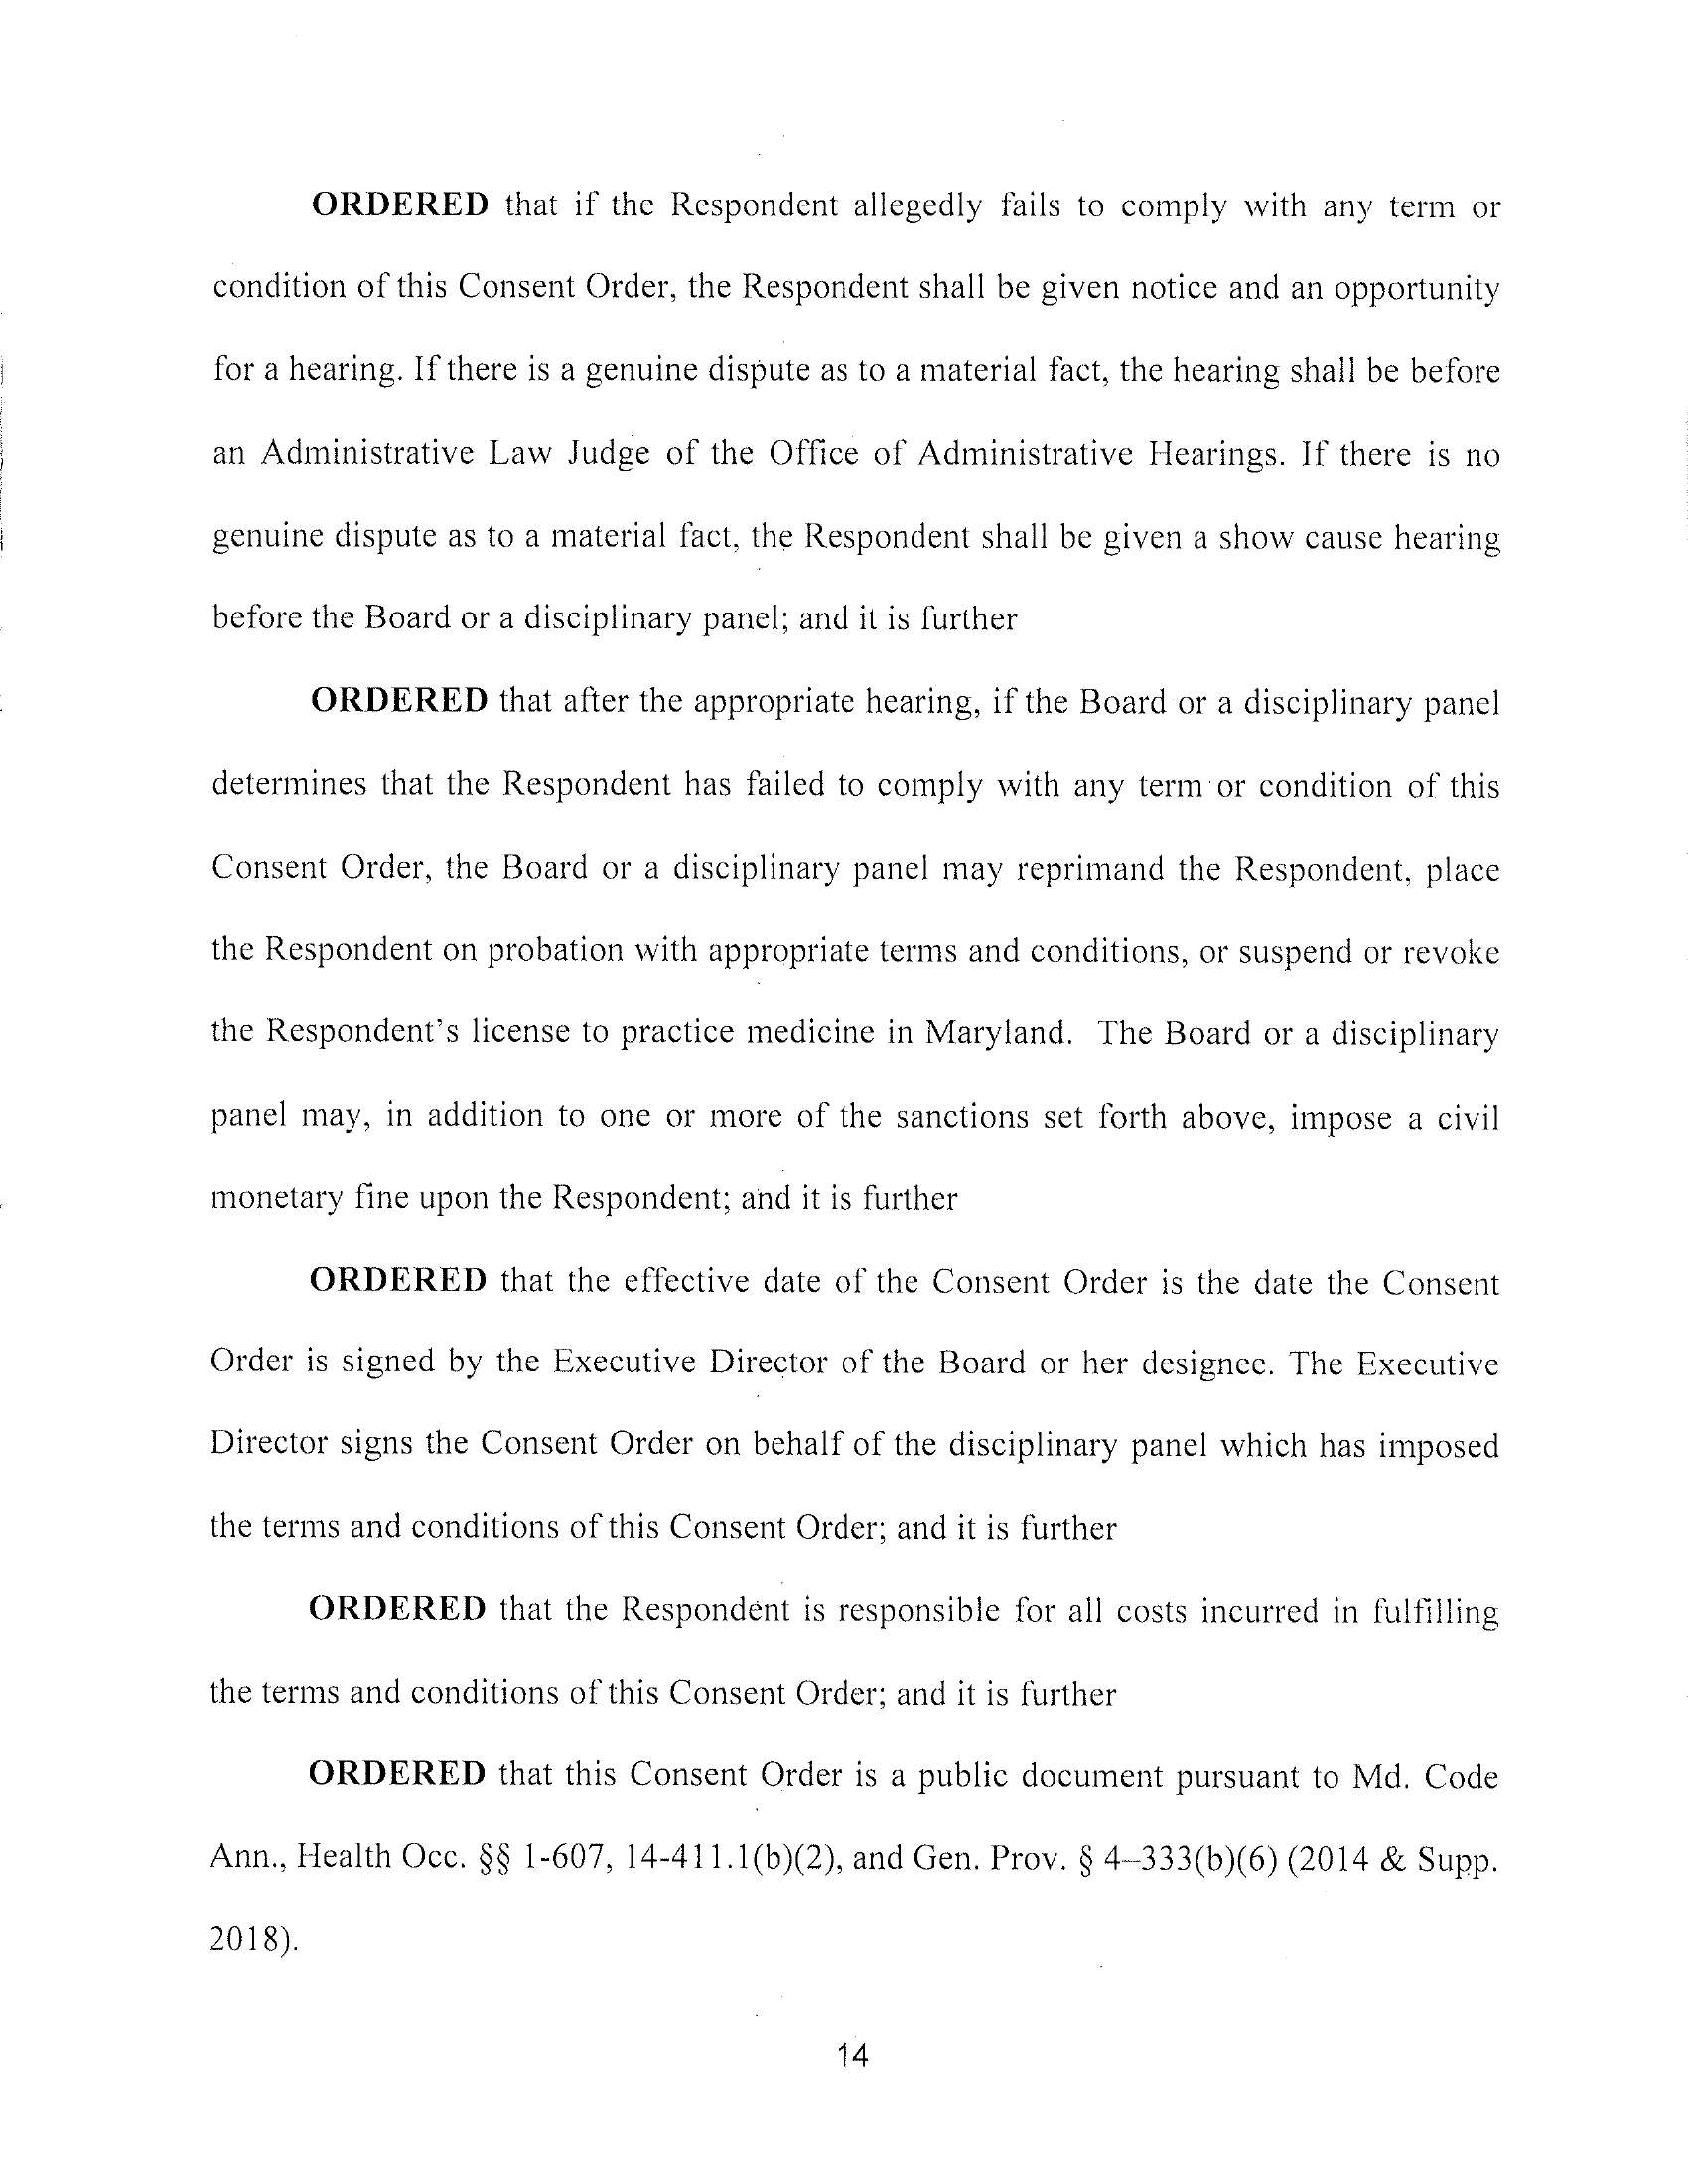 ORDERED that if the Respondent allegedly fails to comply with any term or
condition of this Consent Order, the Respondent shall be given notice and an opportunity
for a hearing. If there is a genuine dispute as to a material fact, the hearing shall be before
an Administrative Law Judge of the Office of Administrative Hearings. If there is no
genuine dispute as to a material fact, the Respondent shall be given a show cause hearing
before the Board or a disciplinary panel; and it is further
ORDERED that after the appropriate hearing, if the Board or a disciplinary panel
determines that the Respondent has failed to comply with any term or condition of this
Consent Order, the Board or a disciplinary panel may reprimand the Respondent, place
the Respondent on probation with appropriate terms and conditions, or suspend or revoke
the Respondent's license to practice medicine in Maryland. The Board or a disciplinary
panel may, in addition to one or more of the sanctions set forth above, impose a civil
monetary fine upon the Respondent; and it is further
ORDERED that the effective date of the Consent Order is the date the Consent
Order is signed by the Executive Director of the Board or her designee. The Executive
Director signs the Consent Order on behalf of the disciplinary panel which has imposed
the terms and conditions of this Consent Order; and it is further
ORDERED that the Respondent is responsible for all costs incurred in fulfilling
the terms and conditions of this Consent Order; and it is further
ORDERED that this Consent Order is a public document pursuant to Md. Code
Ann., Health Occ. §§ 1-607, 14-411.1(b)(2), and Gen. Prov. § 4–333(b)(6) (2014 & Supp.
2018).
14